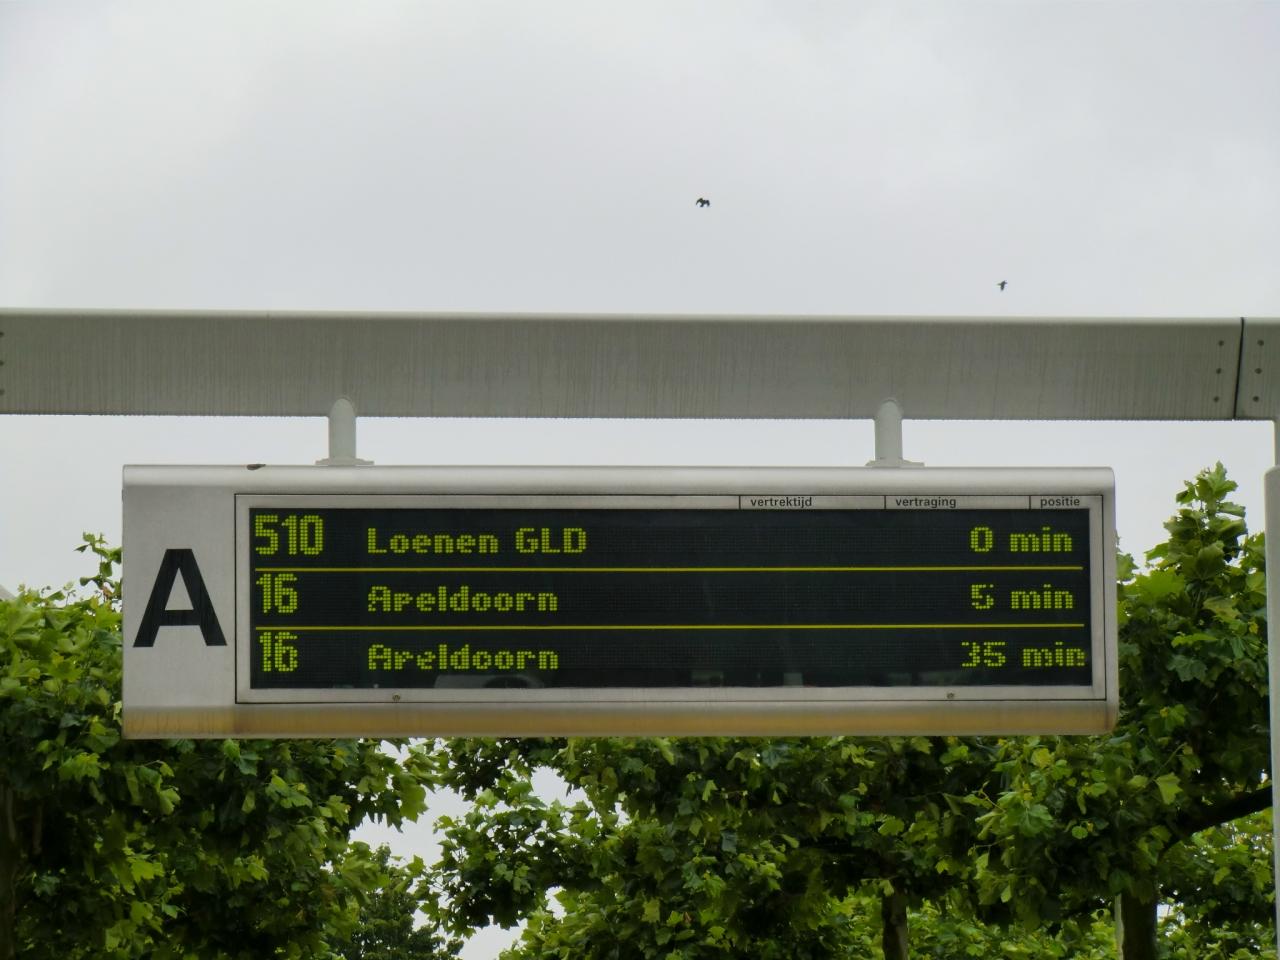 vertrektijd vertraging positie
A
510 Loenen GLD 0 min
16 Apeldoorn 5 min
16 Apeldoorn 35 min